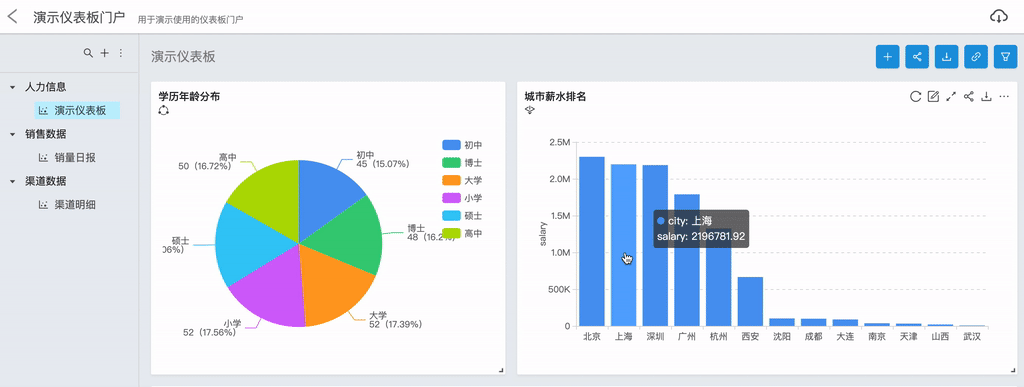 演示仪表板门户 用于演示使用的仪表板门户
人力信息
演示仪表板
销售数据
销量日报
渠道数据
渠道明细
演示仪表板
学历年龄分布
高中
50 (16.72%)
初中
45 (15.07%)
博士
48 (16.2
大学
52 (17.39%)
小学
52 (17.56%)
硕士
06%)
初中
博士
大学
小学
硕士
高中
城市薪水排名
salary
2.5M
2.0M
1.5M
1.0M
500K
0
city: 上海
salary: 2196781.92
北京 上海 深圳 广州 杭州 西安 沈阳 成都 大连 南京 天津 山西 武汉